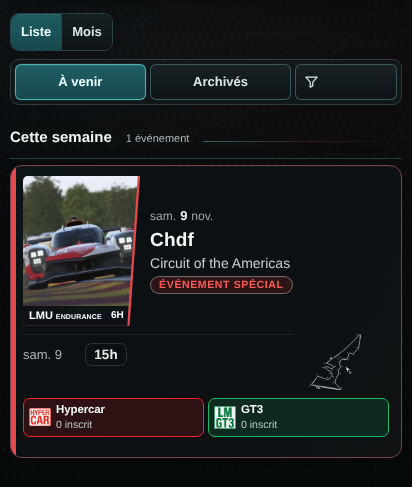 Liste Mois
À venir Archivés
Cette semaine 1 événement
sam. 9 nov.
Chdf
Circuit of the Americas
ÉVÉNEMENT SPÉCIAL
LMU ENDURANCE 6H
sam. 9 15h
HYPER CAR Hypercar
0 inscrit
LM GT3 GT3
0 inscrit